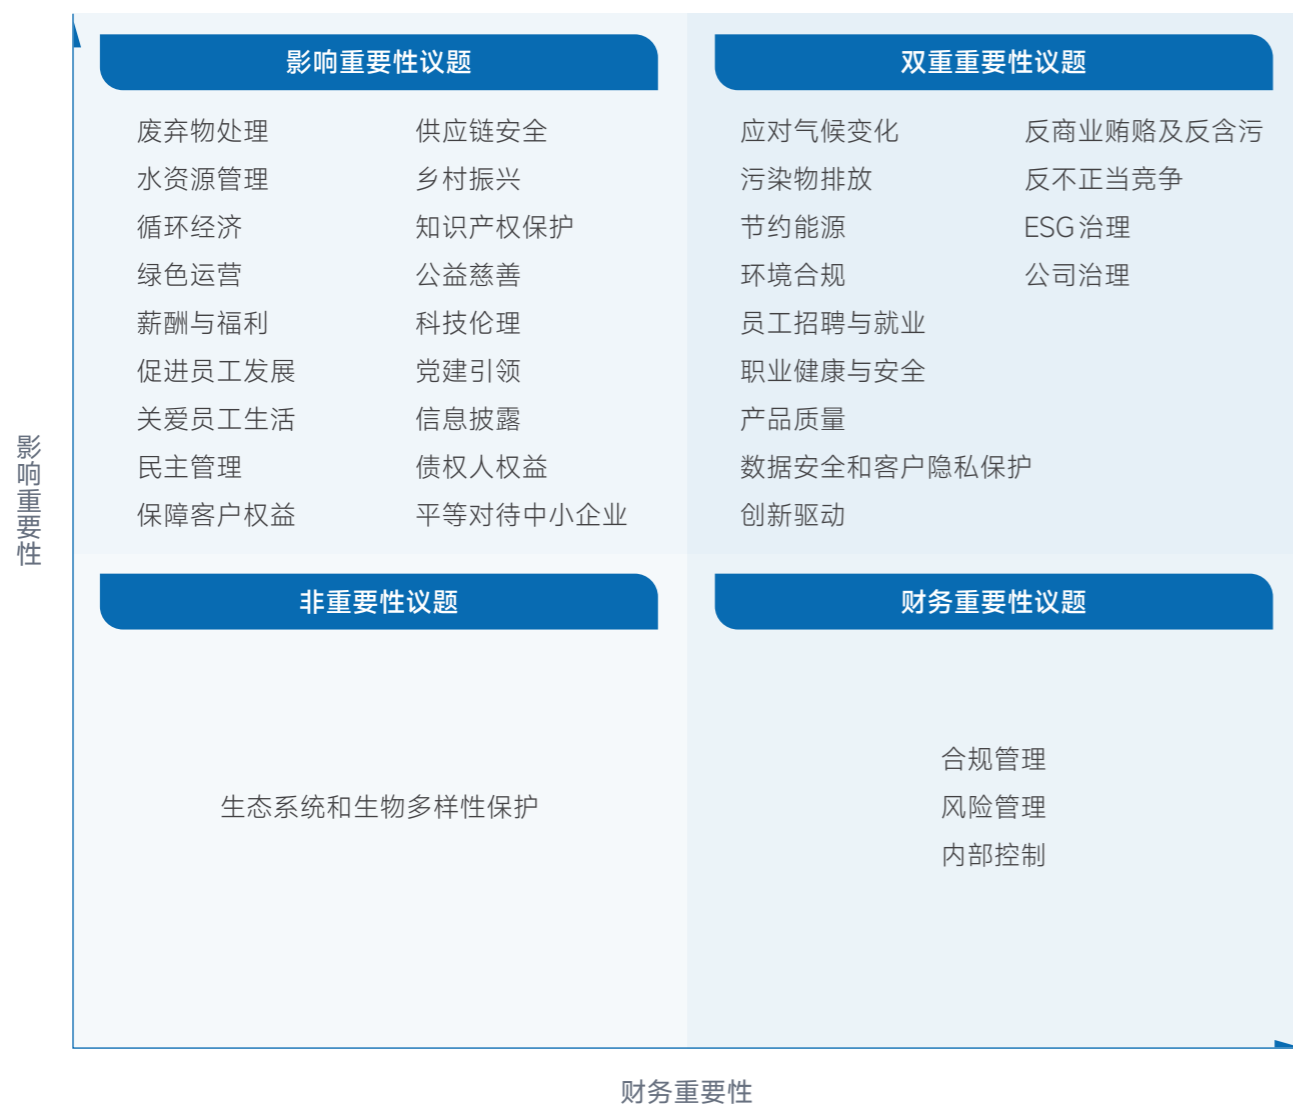 影响重要性议题
废弃物处理
水资源管理
循环经济
绿色运营
薪酬与福利
促进员工发展
关爱员工生活
民主管理
保障客户权益
供应链安全
乡村振兴
知识产权保护
公益慈善
科技伦理
党建引领
信息披露
债权人权益
平等对待中小企业
双重重要性议题
应对气候变化
污染物排放
节约能源
环境合规
员工招聘与就业
职业健康与安全
产品质量
数据安全和客户隐私保护
创新驱动
反商业贿赂及反含污
反不正当竞争
ESG治理
公司治理
非重要性议题
生态系统和生物多样性保护
财务重要性议题
合规管理
风险管理
内部控制
影响重要性
财务重要性